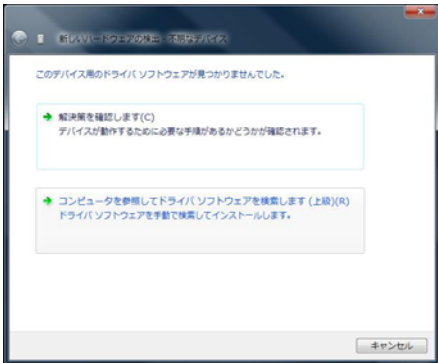 新しいハードウェアの検出 - 不明なデバイス
このデバイス用のドライバ ソフトウェアが見つかりませんでした。
解決策を確認します(C)
デバイスが動作するために必要な手順があるかどうかが確認されます。
コンピュータを参照してドライバ ソフトウェアを検索します (上級)(R)
ドライバ ソフトウェアを手動で検索してインストールします。
キャンセル